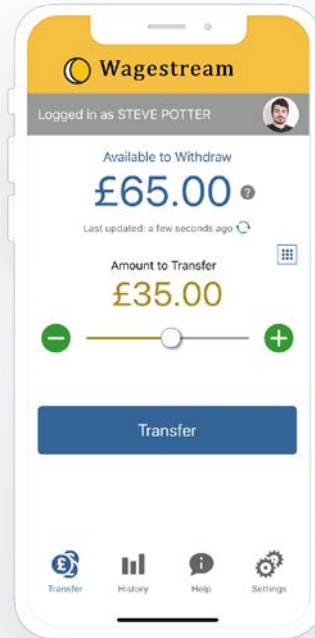 Wagestream
Logged in as STEVE POTTER
Available to Withdraw
£65.00 ?
Last updated: a few seconds ago
Amount to Transfer
£35.00
Transfer
Transfer
History
Help
Settings